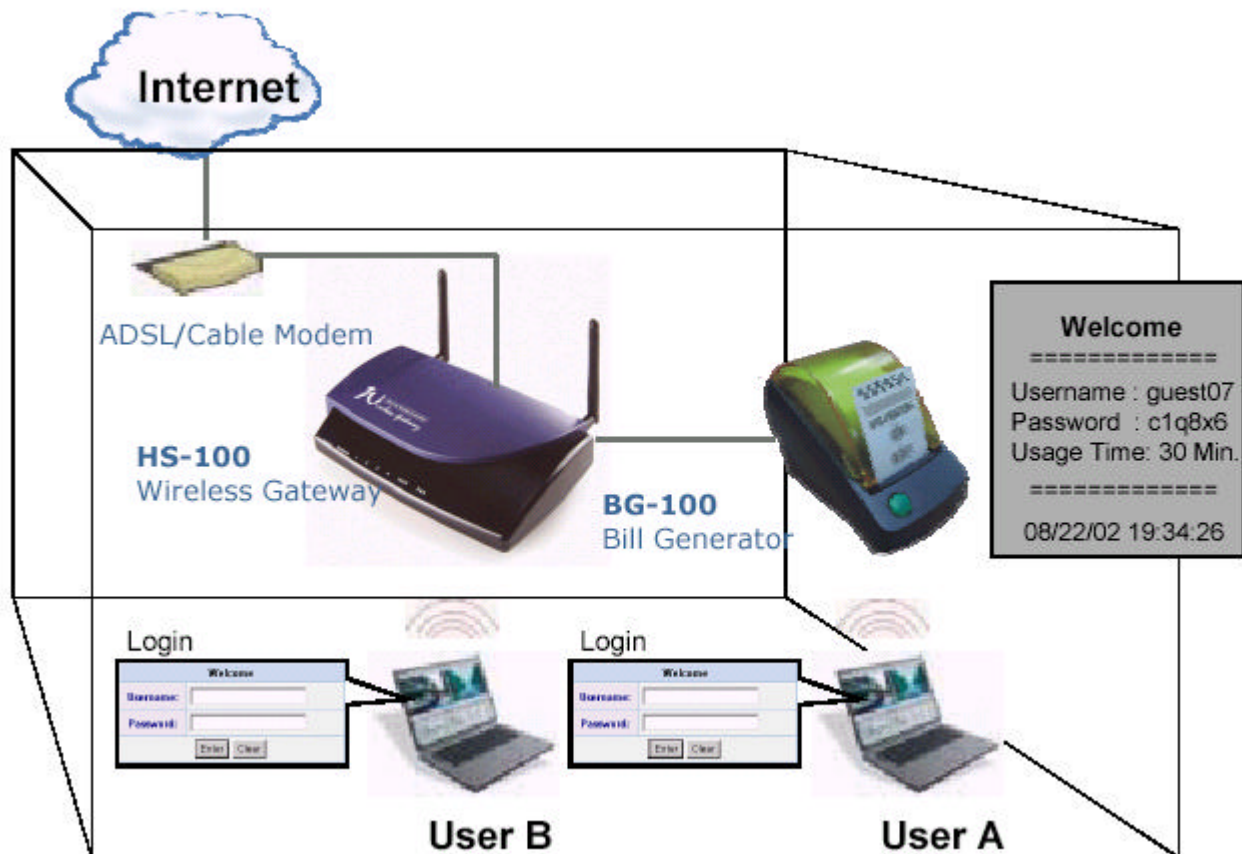 Internet
ADSL/Cable Modem
HS-100
Wireless Gateway
BG-100
Bill Generator
Welcome
==============
Username : guest07
Password : c1q8x6
Usage Time: 30 Min.
=============
08/22/02 19:34:26
Login
Welcome
Username:
Password:
Enter Clear
User B
Login
Welcome
Username:
Password:
Enter Clear
User A